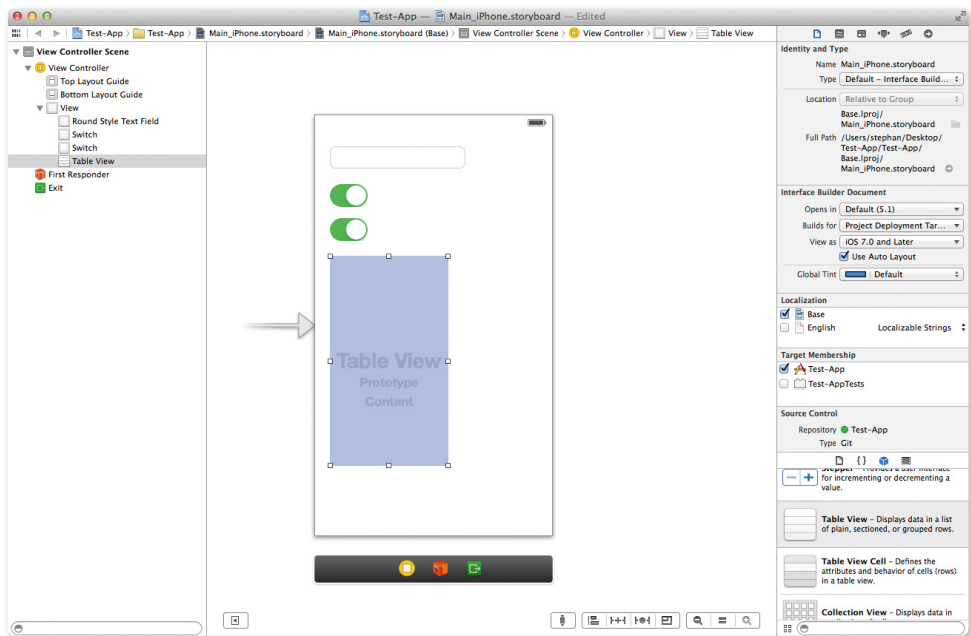 Test-App — Main_iPhone.storyboard — Edited
Test-App Test-App Main_iPhone.storyboard Main_iPhone.storyboard (Base) View Controller Scene View Controller View Table View
View Controller Scene
View Controller
Top Layout Guide
Bottom Layout Guide
View
Round Style Text Field
Switch
Switch
Table View
First Responder
Exit
Table View
Prototype
Content
Identity and Type
Name Main_iPhone.storyboard
Type Default – Interface Build...
Location Relative to Group
Base.lproj/
Main_iPhone.storyboard
Full Path /Users/stephan/Desktop/
Test-App/Test-App/
Base.lproj/
Main_iPhone.storyboard
Interface Builder Document
Opens in Default (5.1)
Builds for Project Deployment Tar...
View as iOS 7.0 and Later
Use Auto Layout
Global Tint Default
Localization
Base
English Localizable Strings
Target Membership
Test-App
Test-AppTests
Source Control
Repository Test-App
Type Git
{}
Stepper – Provides a user interface
for incrementing or decrementing a
value.
Table View – Displays data in a list
of plain, sectioned, or grouped rows.
Table View Cell – Defines the
attributes and behavior of cells (rows)
in a table view.
Collection View – Displays data in